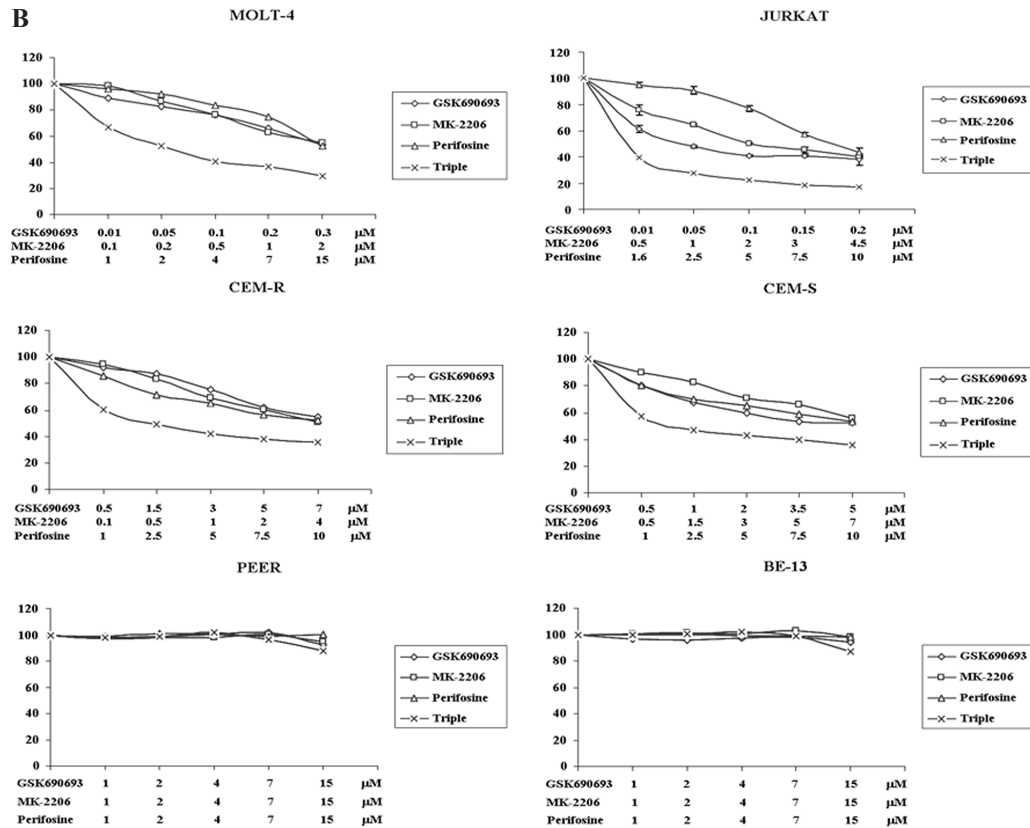 B
MOLT-4
120
100
80
60
40
20
0
GSK690693
MK-2206
Perifosine
Triple
GSK690693 0.01 0.05 0.1 0.2 0.3 µM
MK-2206 0.1 0.2 0.5 1 2 µM
Perifosine 1 2 4 7 15 µM
JURKAT
120
100
80
60
40
20
0
GSK690693
MK-2206
Perifosine
Triple
GSK690693 0.01 0.05 0.1 0.15 0.2 µM
MK-2206 0.5 1 2 3 4.5 µM
Perifosine 1.6 2.5 5 7.5 10 µM
CEM-R
120
100
80
60
40
20
0
GSK690693
MK-2206
Perifosine
Triple
GSK690693 0.5 1.5 3 5 7 µM
MK-2206 0.1 0.5 1 2 4 µM
Perifosine 1 2.5 5 7.5 10 µM
CEM-S
120
100
80
60
40
20
0
GSK690693
MK-2206
Perifosine
Triple
GSK690693 0.5 1 2 3.5 5 µM
MK-2206 0.5 1.5 3 5 7 µM
Perifosine 1 2.5 5 7.5 10 µM
PEER
120
100
80
60
40
20
0
GSK690693
MK-2206
Perifosine
Triple
GSK690693 1 2 4 7 15 µM
MK-2206 1 2 4 7 15 µM
Perifosine 1 2 4 7 15 µM
BE-13
120
100
80
60
40
20
0
GSK690693
MK-2206
Perifosine
Triple
GSK690693 1 2 4 7 15 µM
MK-2206 1 2 4 7 15 µM
Perifosine 1 2 4 7 15 µM